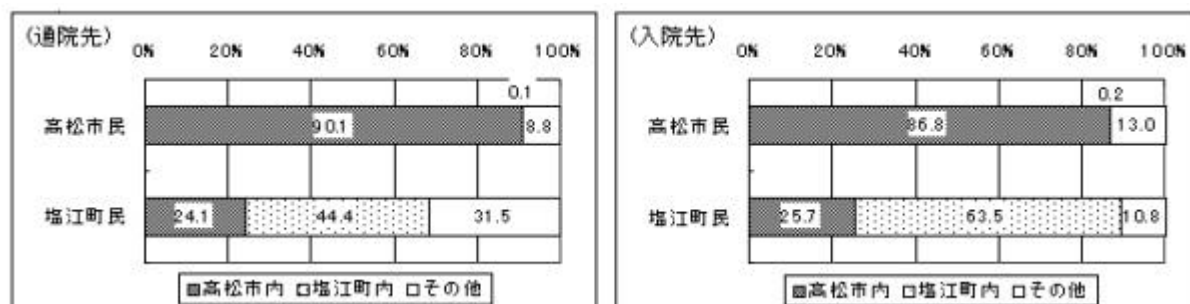 (通院先)
0% 20% 40% 60% 80% 100%
0.1
高松市民 90.1 8.8
塩江町民 24.1 44.4 31.5
■高松市内 □塩江町内 □その他
(入院先)
0% 20% 40% 60% 80% 100%
0.2
高松市民 86.8 13.0
塩江町民 25.7 63.5 10.8
■高松市内 □塩江町内 □その他